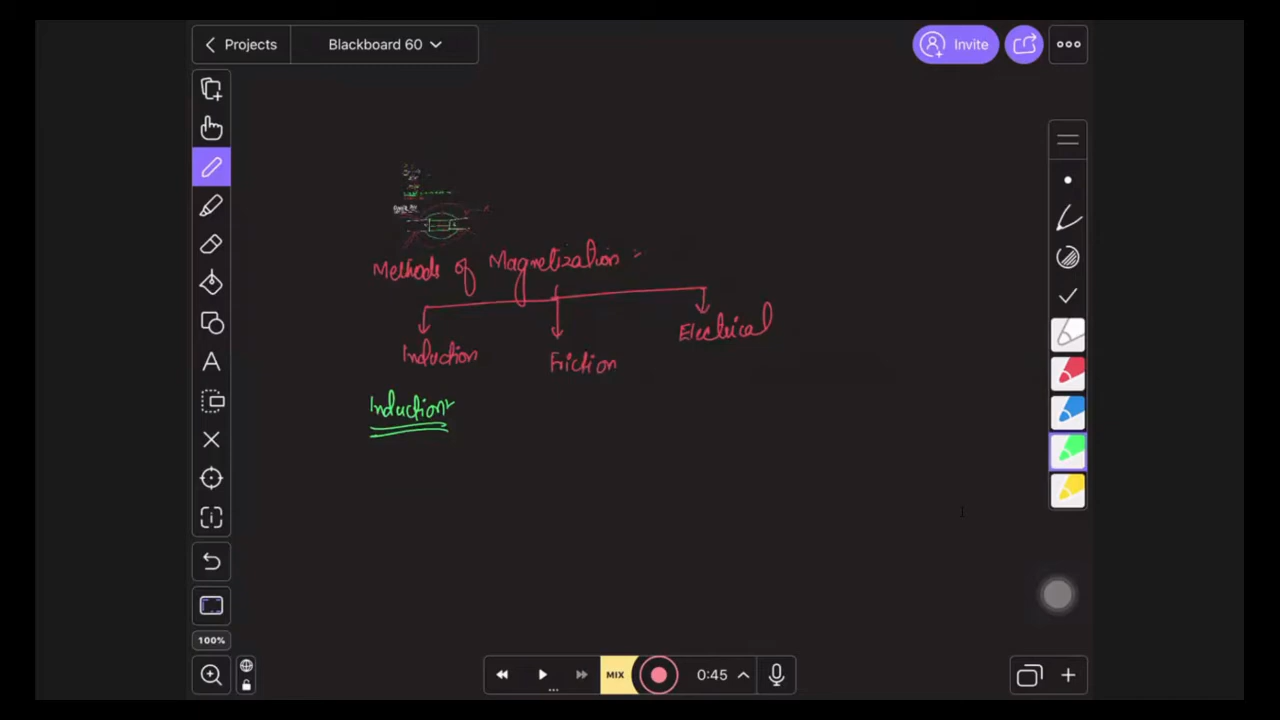 Projects
Blackboard 60
Invite
Methods of Magnetization :-
Induction
Friction
Electrical
Induction:-
A
100%
MIX
0:45